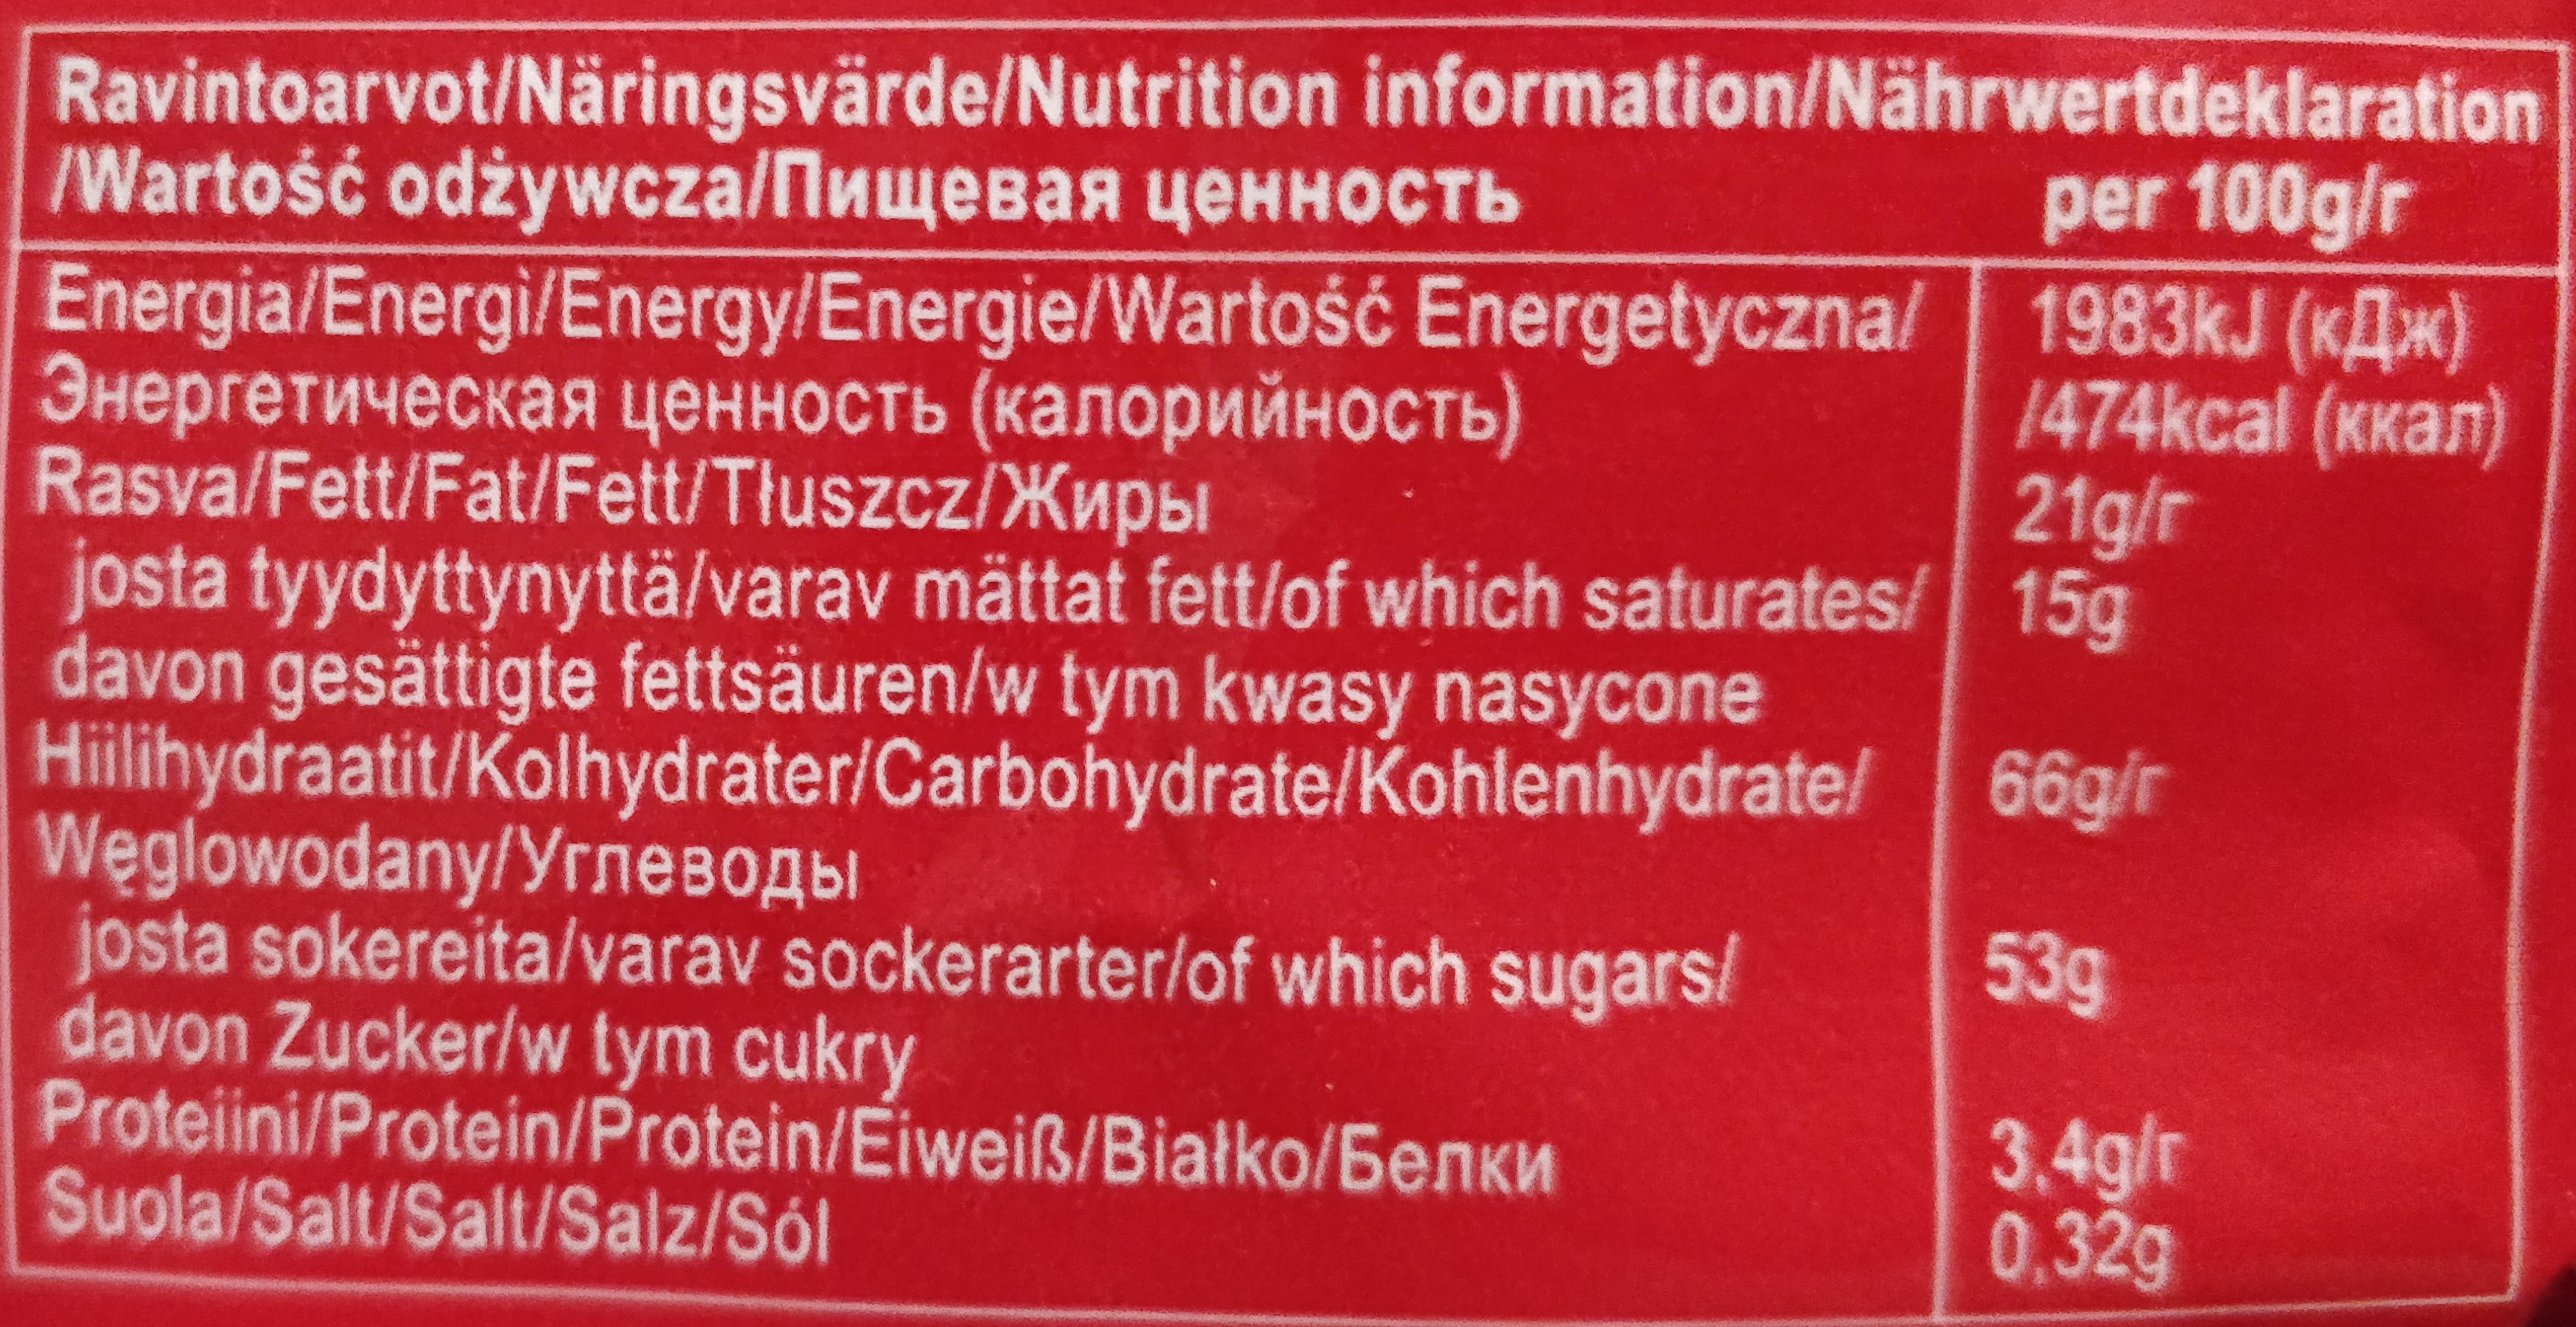 Ravintoarvot/Näringsvärde/Nutrition information/Nährwertdeklaration
/Wartość odżywcza/Пищевая ценность per 100g/г
Energia/Energi/Energy/Energie/Wartość Energetyczna/ 1983kJ (кДж)
Энергетическая ценность (калорийность) /474kcal (ккал)
Rasva/Fett/Fat/Fett/Tłuszcz/Жиры 21g/г
josta tyydyttynyttä/varav mättat fett/of which saturates/ 15g
davon gesättigte fettsäuren/w tym kwasy nasycone
Hiilihydraatit/Kolhydrater/Carbohydrate/Kohlenhydrate/ 66g/г
Węglowodany/Углеводы
josta sokereita/varav sockerarter/of which sugars/ 53g
davon Zucker/w tym cukry
Proteiini/Protein/Protein/Eiweiß/Białko/Белки 3.4g/г
Suola/Salt/Salt/Salz/Sól 0.32g